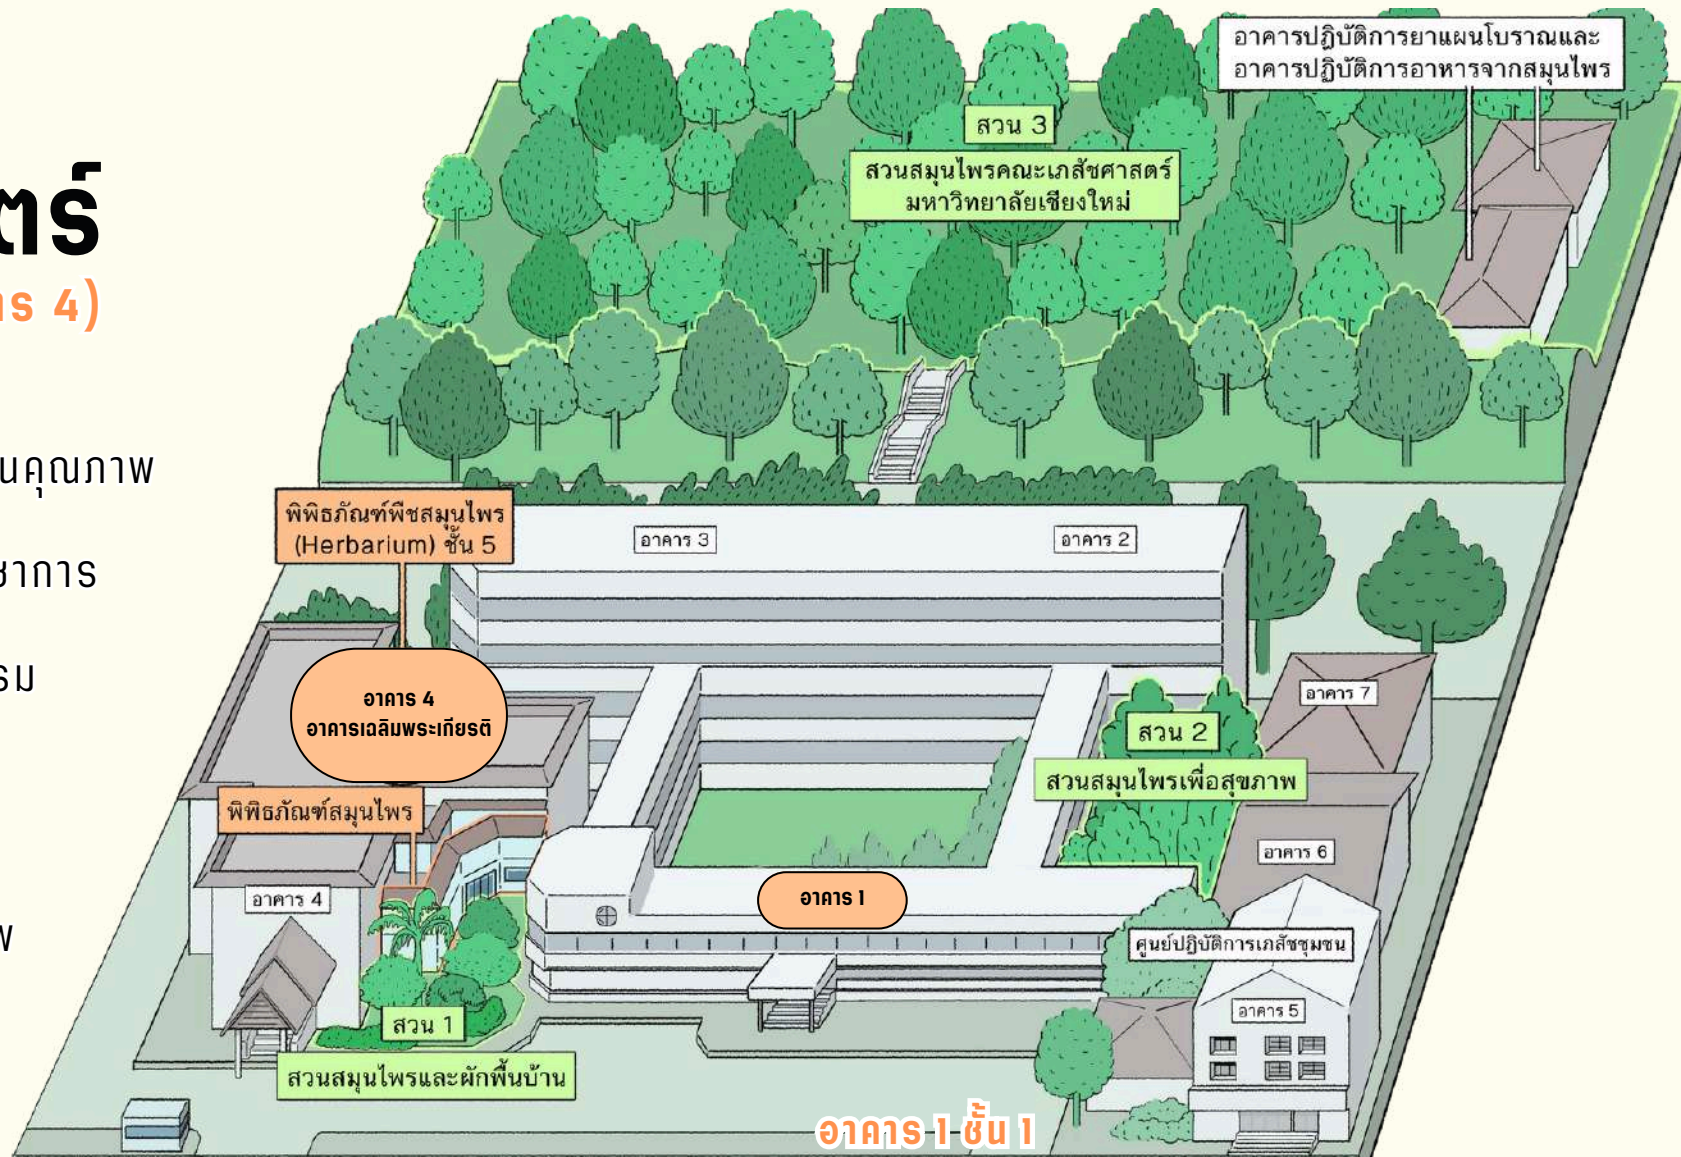 อาคารปฏิบัติการยาแผนโบราณและ
อาคารปฏิบัติการอาหารจากสมุนไพร
สวน 3
สวนสมุนไพรคณะเภสัชศาสตร์
มหาวิทยาลัยเชียงใหม่
ตร์
าร 4)
นคุณภาพ
ชาการ
รม
พ
พิพิธภัณฑ์พืชสมุนไพร
(Herbarium) ชั้น 5
อาคาร 3
อาคาร 2
อาคาร 4
อาคารเฉลิมพระเกียรติ
อาคาร 7
สวน 2
สวนสมุนไพรเพื่อสุขภาพ
พิพิธภัณฑ์สมุนไพร
อาคาร 6
อาคาร 4
อาคาร 1
ศูนย์ปฏิบัติการเภสัชชุมชน
อาคาร 5
สวน 1
สวนสมุนไพรและผักพื้นบ้าน
อาคาร 1 ชั้น 1